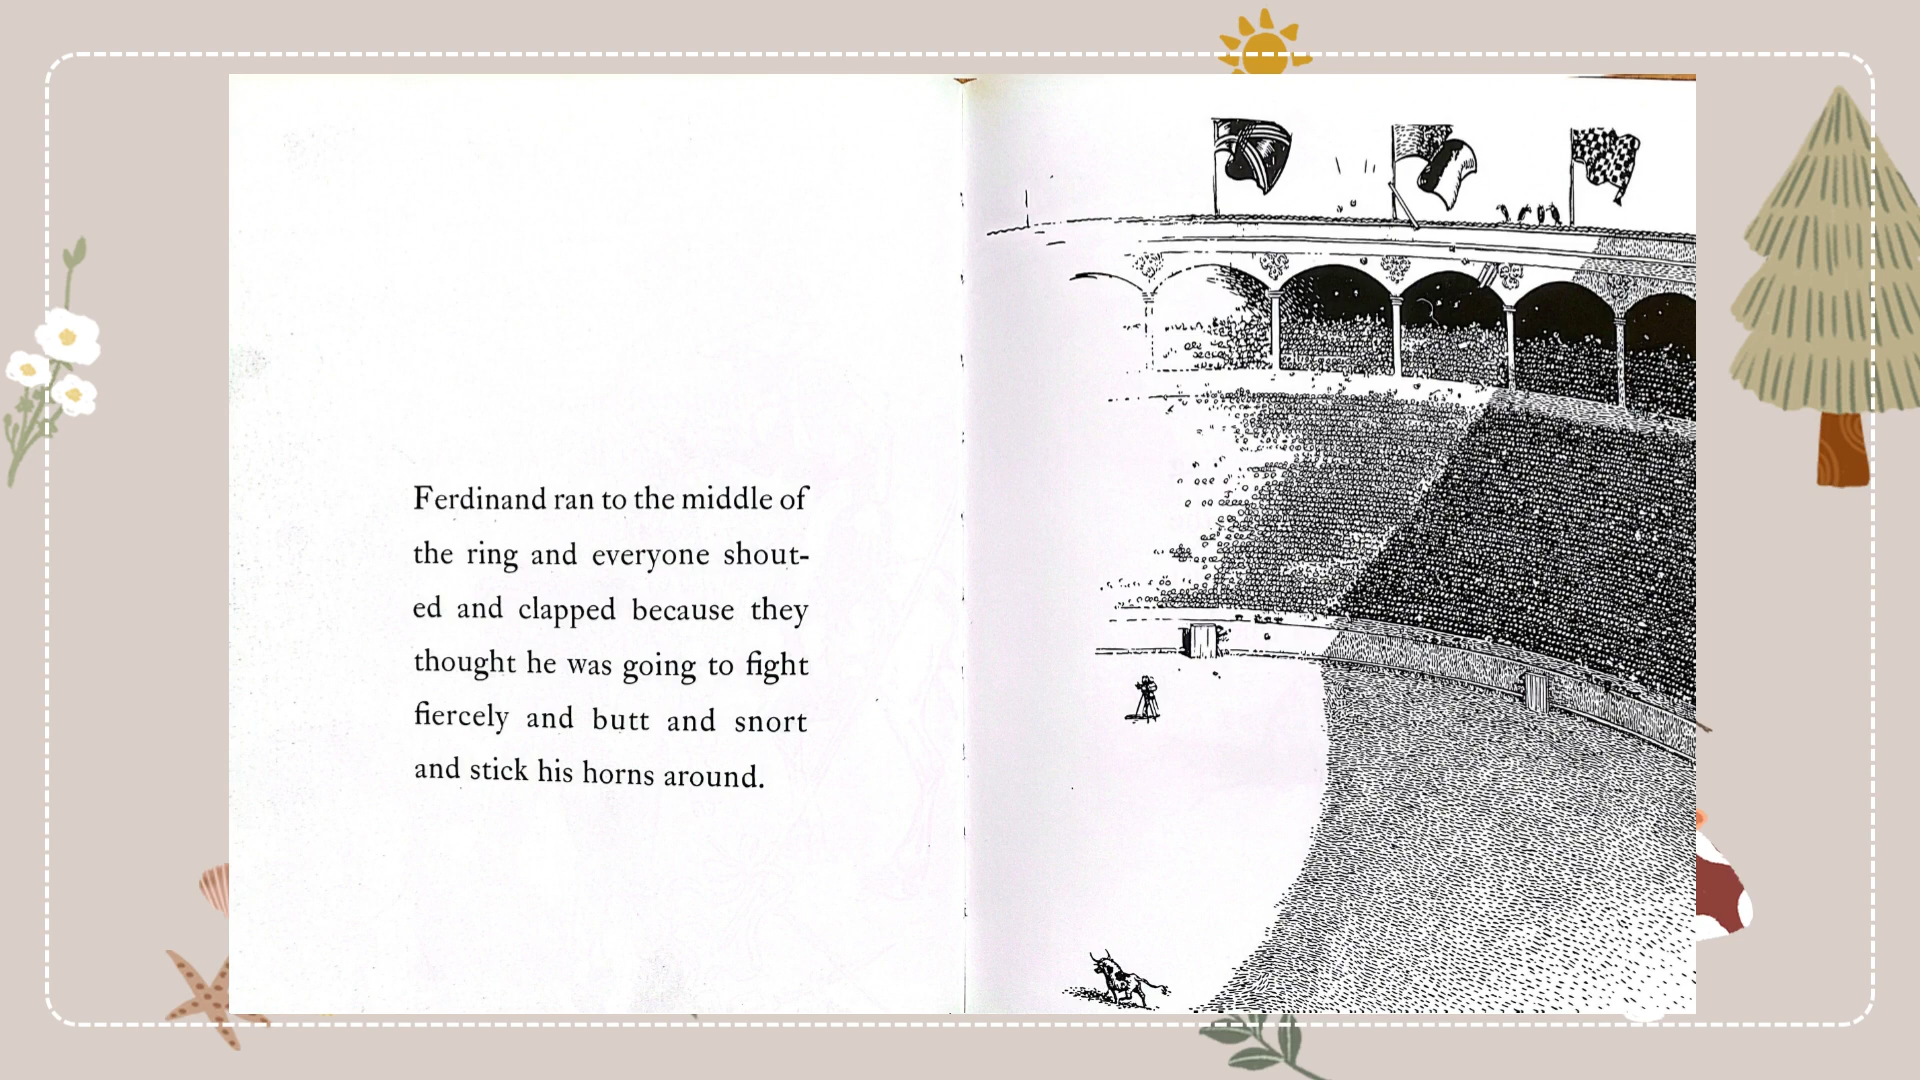 Ferdinand ran to the middle of
the ring and everyone shout-
ed and clapped because they
thought he was going to fight
fiercely and butt and snort
and stick his horns around.